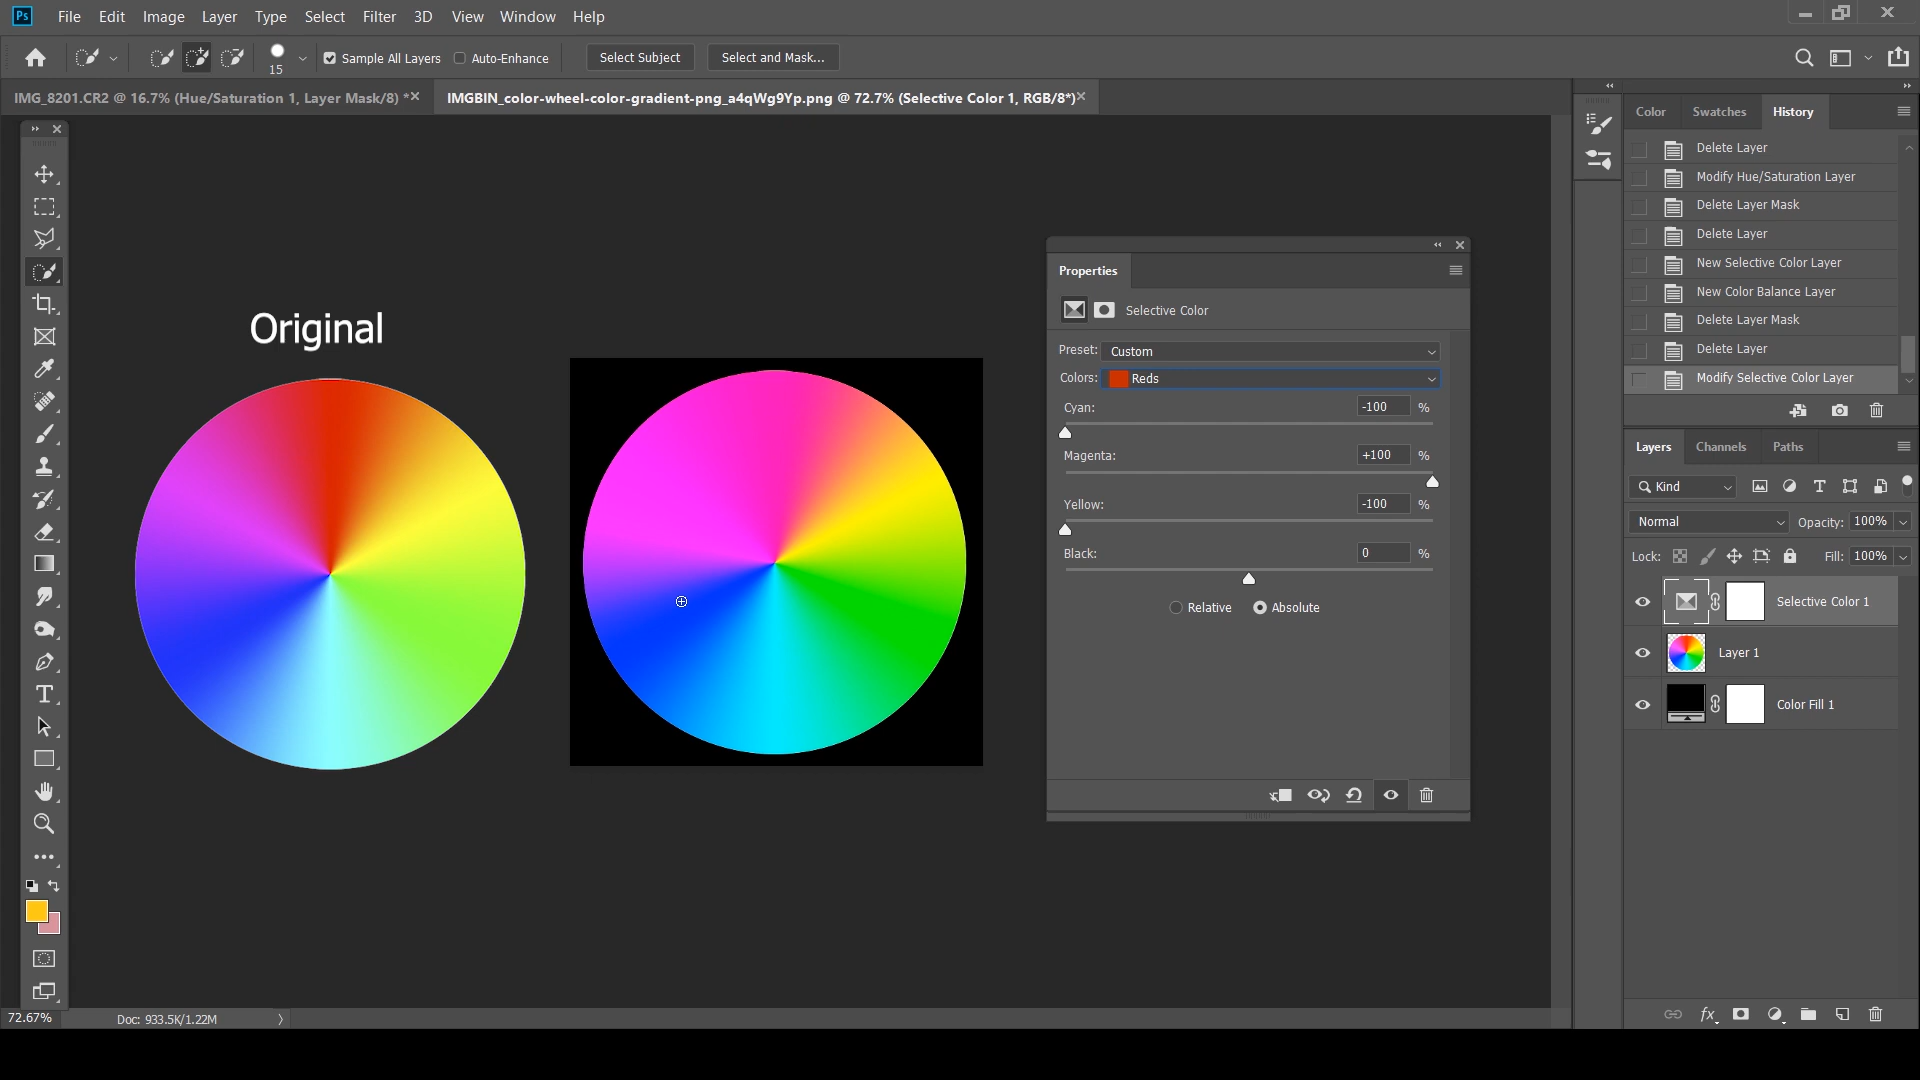 Ps File Edit Image Layer Type Select Filter 3D View Window Help
15 Sample All Layers Auto-Enhance Select Subject Select and Mask...
IMG_8201.CR2 @ 16.7% (Hue/Saturation 1, Layer Mask/8) * IMGBIN_color-wheel-color-gradient-png_a4qWg9Yp.png @ 72.7% (Selective Color 1, RGB/8*)
Original
Properties
Selective Color
Preset: Custom
Colors: Reds
Cyan: -100 %
Magenta: +100 %
Yellow: -100 %
Black: 0 %
Relative Absolute
Color Swatches History
Delete Layer
Modify Hue/Saturation Layer
Delete Layer Mask
Delete Layer
New Selective Color Layer
New Color Balance Layer
Delete Layer Mask
Delete Layer
Modify Selective Color Layer
Layers Channels Paths
Kind
Normal Opacity: 100%
Lock: Fill: 100%
Selective Color 1
Layer 1
Color Fill 1
fx
72.67% Doc: 933.5K/1.22M